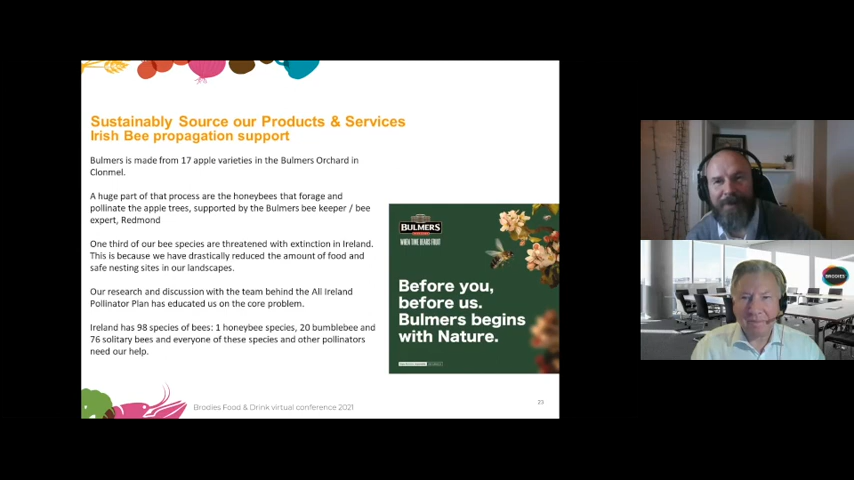 Sustainably Source our Products & Services
Irish Bee propagation support
Bulmers is made from 17 apple varieties in the Bulmers Orchard in
Clonmel.
A huge part of that process are the honeybees that forage and
pollinate the apple trees, supported by the Bulmers bee keeper / bee
expert, Redmond
One third of our bee species are threatened with extinction in Ireland.
This is because we have drastically reduced the amount of food and
safe nesting sites in our landscapes.
Our research and discussion with the team behind the All Ireland
Pollinator Plan has educated us on the core problem.
Ireland has 98 species of bees: 1 honeybee species, 20 bumblebee and
76 solitary bees and everyone of these species and other pollinators
need our help.
BULMERS
WHEN TIME BEARS FRUIT
Before you,
before us.
Bulmers begins
with Nature.
Brodies Food & Drink virtual conference 2021
23
BRODIES